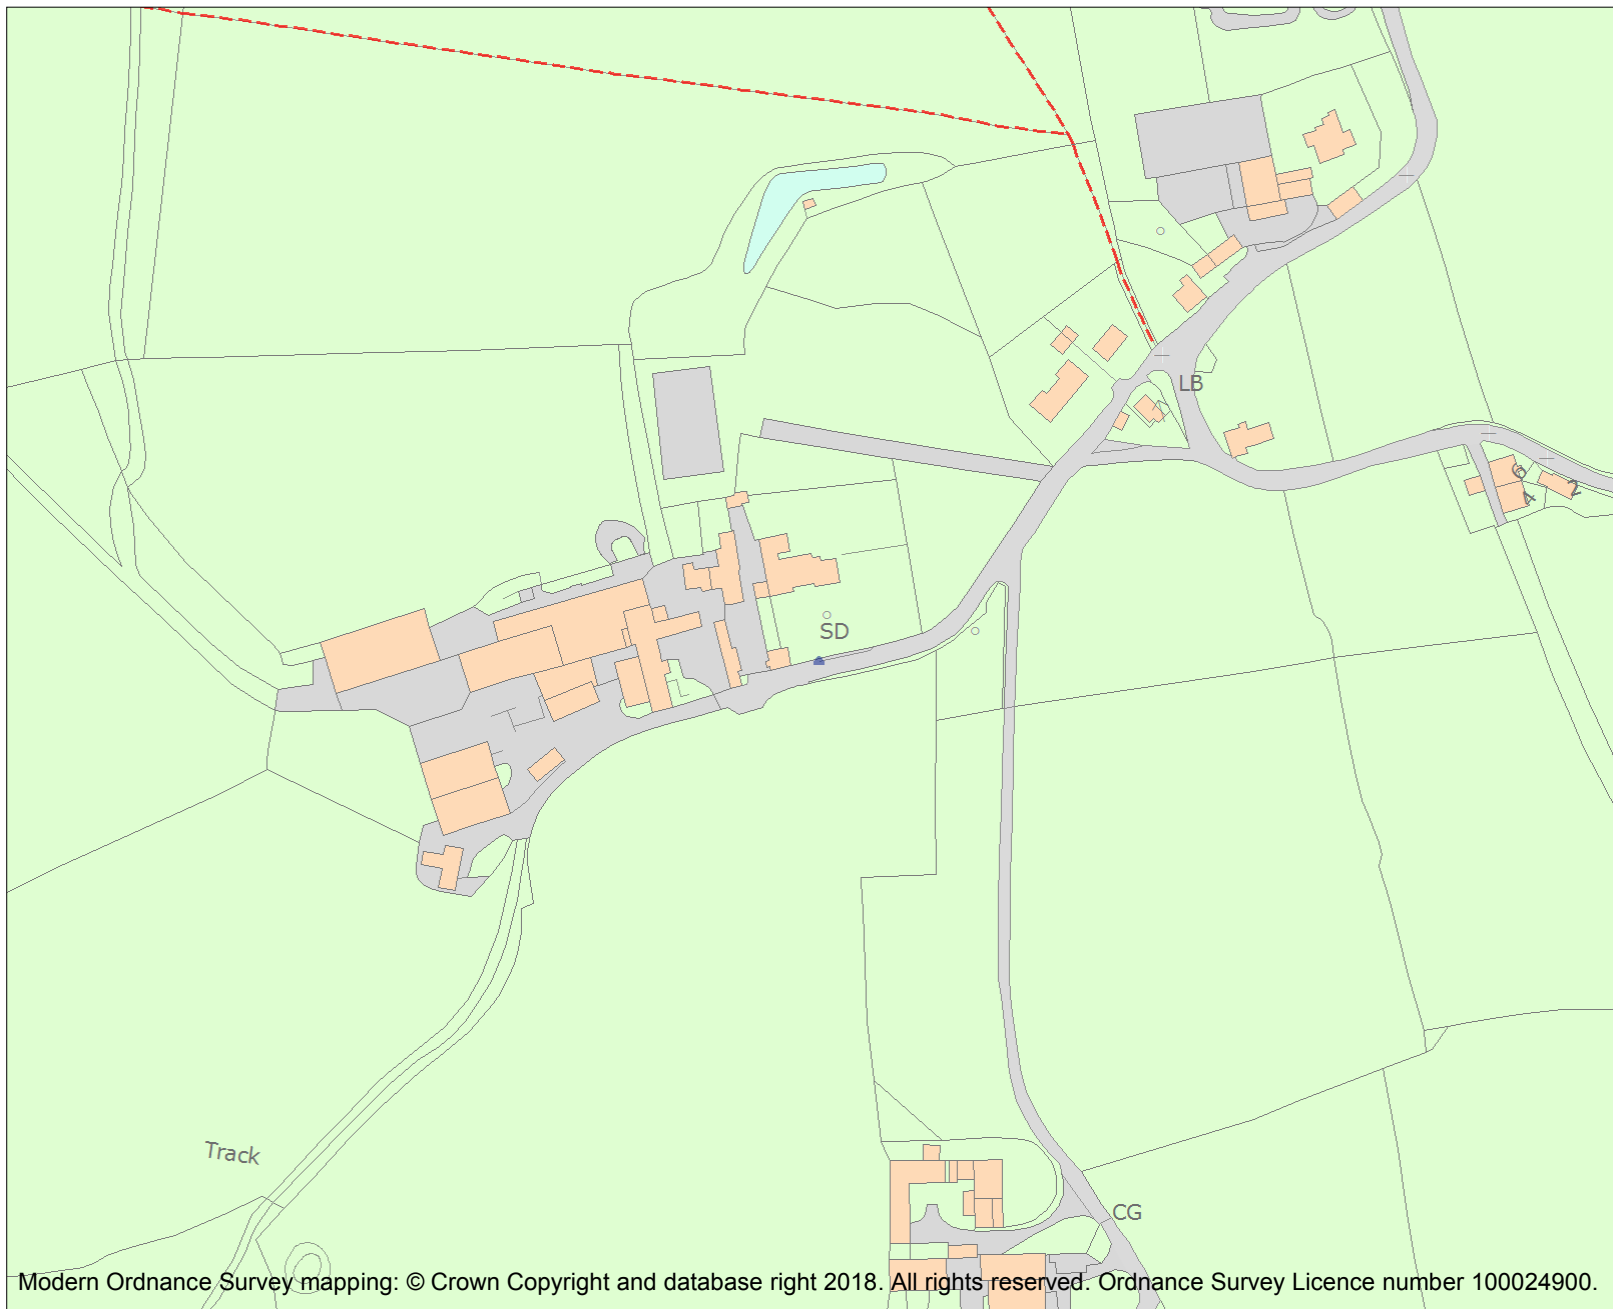 LB
6
4
2
SD
Track
CG
Modern Ordnance Survey mapping: © Crown Copyright and database right 2018. All rights reserved. Ordnance Survey Licence number 100024900.